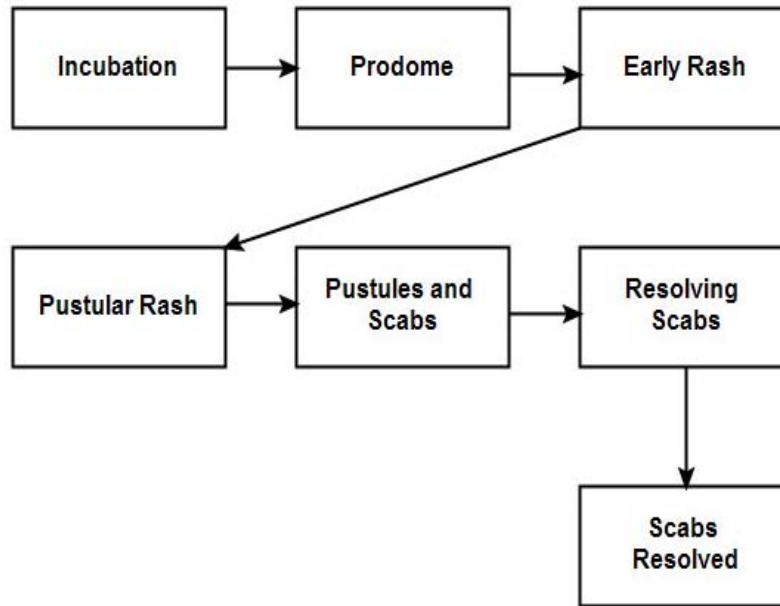 Incubation
Prodome
Early Rash
Pustular Rash
Pustules and
Scabs
Resolving
Scabs
Scabs
Resolved